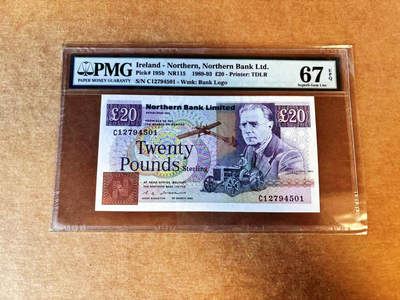 PMG
PAPER MONEY GUARANTY
Ireland - Northern, Northern Bank Ltd.
Pick# 195b NR115 1989-93 £20 - Printer: TDLR
S/N C12794501 - Wmk: Bank Logo
67 EPQ
Superb Gem Unc
Northern Bank Limited
£20
£20
C12794501
Twenty
Pounds Sterling
C12794501